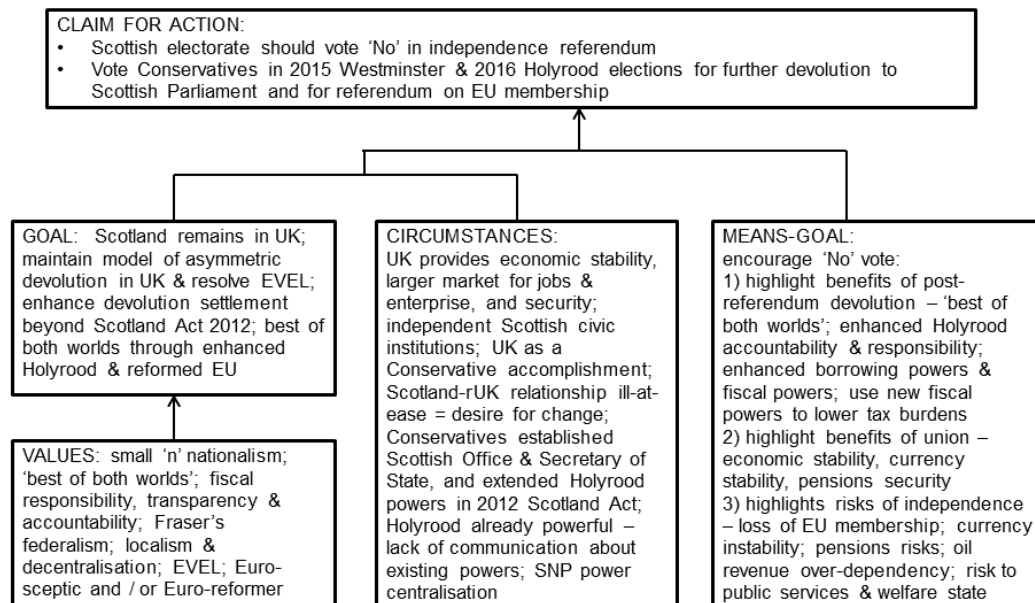 CLAIM FOR ACTION:
• Scottish electorate should vote ‘No’ in independence referendum
• Vote Conservatives in 2015 Westminster & 2016 Holyrood elections for further devolution to
Scottish Parliament and for referendum on EU membership
GOAL: Scotland remains in UK;
maintain model of asymmetric
devolution in UK & resolve EVEL;
enhance devolution settlement
beyond Scotland Act 2012; best of
both worlds through enhanced
Holyrood & reformed EU
VALUES: small ‘n’ nationalism;
‘best of both worlds’; fiscal
responsibility, transparency &
accountability; Fraser’s
federalism; localism &
decentralisation; EVEL; Euro-
sceptic and / or Euro-reformer
CIRCUMSTANCES:
UK provides economic stability,
larger market for jobs &
enterprise, and security;
independent Scottish civic
institutions; UK as a
Conservative accomplishment;
Scotland-rUK relationship ill-at-
ease = desire for change;
Conservatives established
Scottish Office & Secretary of
State, and extended Holyrood
powers in 2012 Scotland Act;
Holyrood already powerful –
lack of communication about
existing powers; SNP power
centralisation
MEANS-GOAL:
encourage ‘No’ vote:
1) highlight benefits of post-
referendum devolution – ‘best of
both worlds’; enhanced Holyrood
accountability & responsibility;
enhanced borrowing powers &
fiscal powers; use new fiscal
powers to lower tax burdens
2) highlight benefits of union –
economic stability, currency
stability, pensions security
3) highlights risks of independence
– loss of EU membership; currency
instability; pensions risks; oil
revenue over-dependency; risk to
public services & welfare state